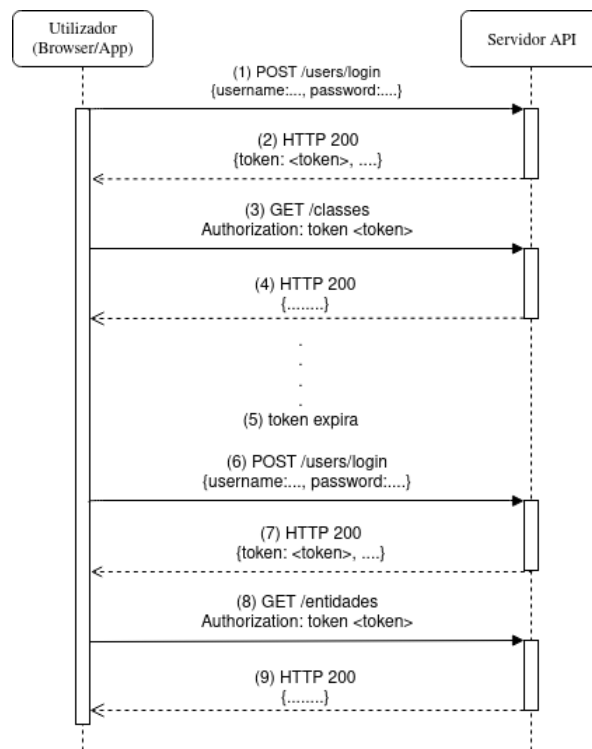 Utilizador
(Browser/App)
Servidor API
(1) POST /users/login
{username:..., password:....}
(2) HTTP 200
{token: <token>, ....}
(3) GET /classes
Authorization: token <token>
(4) HTTP 200
{........}
.
.
.
.
(5) token expira
(6) POST /users/login
{username:..., password:....}
(7) HTTP 200
{token: <token>, ....}
(8) GET /entidades
Authorization: token <token>
(9) HTTP 200
{........}